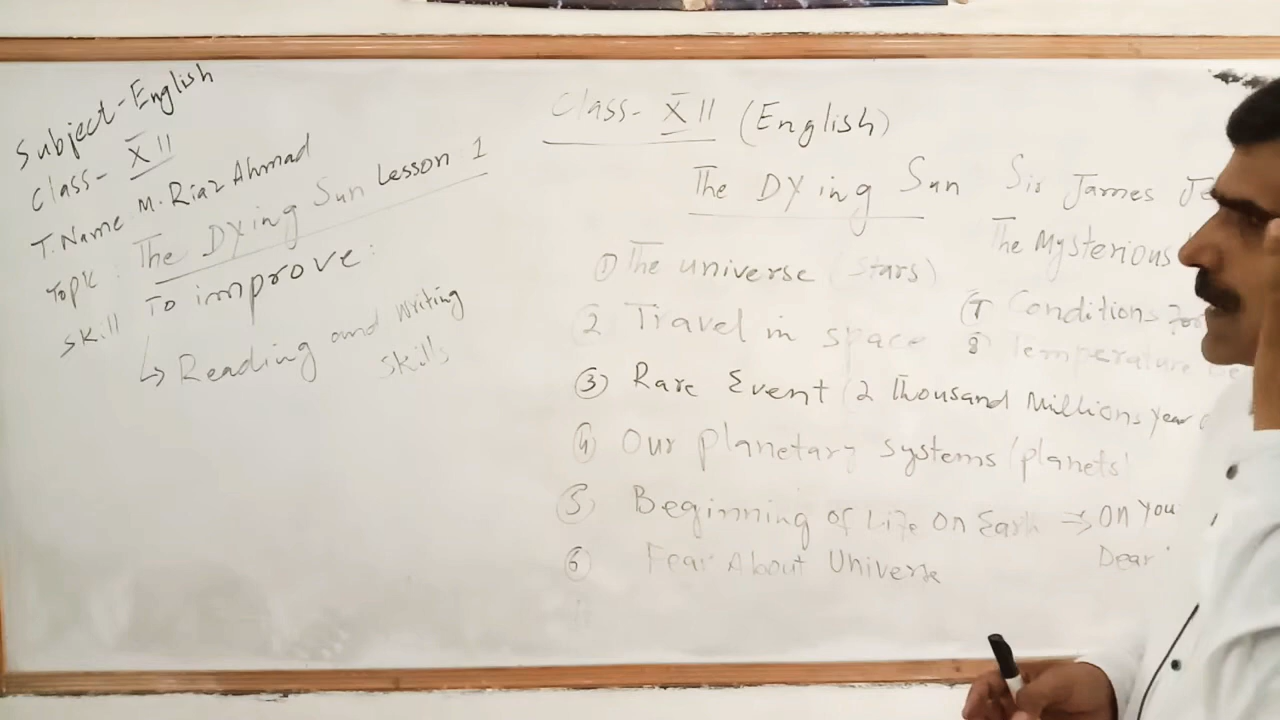 Subject-English
Class- XII
T.Name M. Riaz Ahmad
Topic : The Dying Sun Lesson : 1
Skill To improve:
↳ Reading and Writing
Skills
Class- XII (English)
The Dying Sun Sir James
The Mysterious
① The universe (Stars)
2 Travel in space
③ Rare Event (2 Thousand Millions year
④ Our planetary systems (planets)
⑤ Beginning of Life on Earth ⇒ On You
Dear
⑥ Fear About Universe
⑦ Conditions for
⑧ Temperature